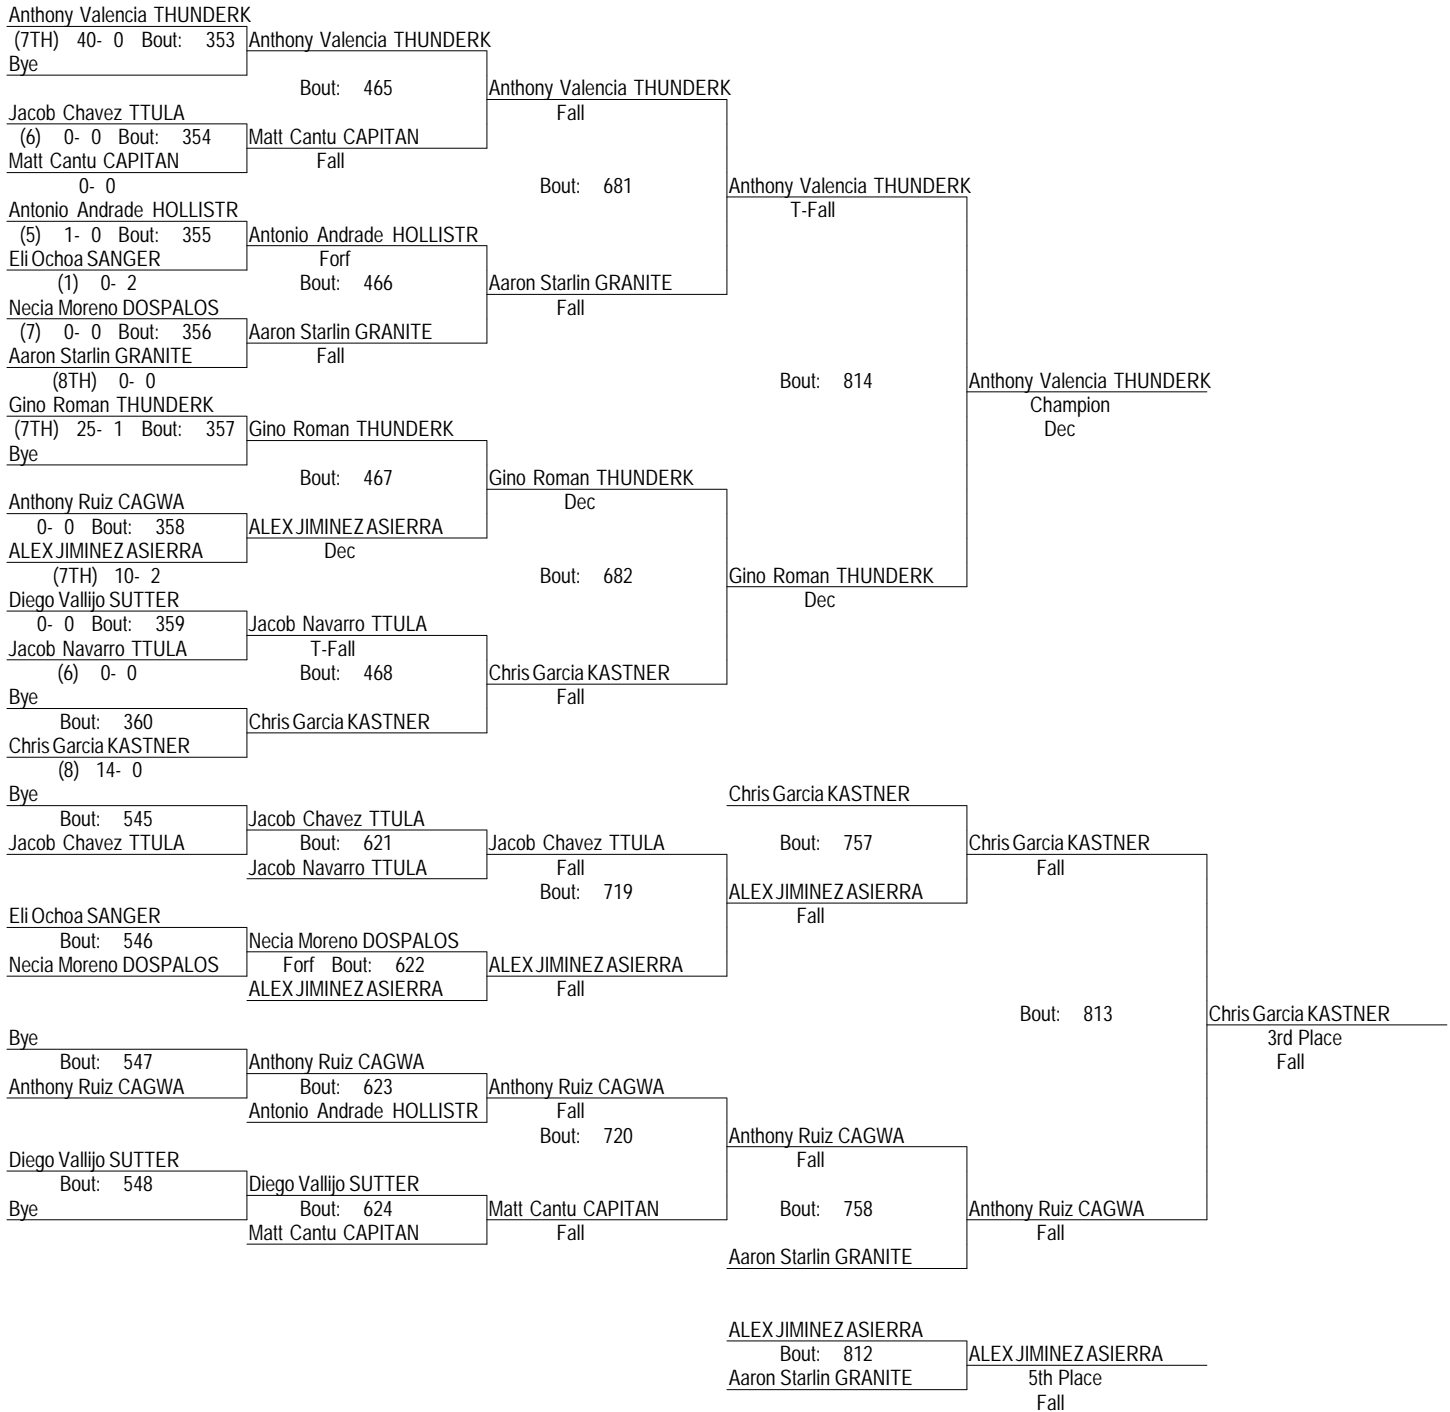 Anthony Valencia THUNDERK
(7TH) 40- 0 Bout: 353 Anthony Valencia THUNDERK
Bye
Bout: 465 Anthony Valencia THUNDERK
Jacob Chavez TTULA Fall
(6) 0- 0 Bout: 354 Matt Cantu CAPITAN
Matt Cantu CAPITAN Fall
0- 0 Bout: 681 Anthony Valencia THUNDERK
Antonio Andrade HOLLISTR T-Fall
(5) 1- 0 Bout: 355 Antonio Andrade HOLLISTR
Eli Ochoa SANGER Forf
(1) 0- 2 Bout: 466 Aaron Starlin GRANITE
Necia Moreno DOSPALOS Fall
(7) 0- 0 Bout: 356 Aaron Starlin GRANITE
Aaron Starlin GRANITE Fall
(8TH) 0- 0 Bout: 814 Anthony Valencia THUNDERK
Gino Roman THUNDERK Champion
(7TH) 25- 1 Bout: 357 Gino Roman THUNDERK Dec
Bye
Bout: 467 Gino Roman THUNDERK
Anthony Ruiz CAGWA Dec
0- 0 Bout: 358 ALEX JIMINEZ ASIERRA
ALEX JIMINEZ ASIERRA Dec
(7TH) 10- 2 Bout: 682 Gino Roman THUNDERK
Diego Vallijo SUTTER Dec
0- 0 Bout: 359 Jacob Navarro TTULA
Jacob Navarro TTULA T-Fall
(6) 0- 0 Bout: 468 Chris Garcia KASTNER
Bye Fall
Bout: 360 Chris Garcia KASTNER
Chris Garcia KASTNER
(8) 14- 0
Bye Chris Garcia KASTNER
Bout: 545 Jacob Chavez TTULA
Jacob Chavez TTULA Bout: 621 Jacob Chavez TTULA Bout: 757 Chris Garcia KASTNER
Jacob Navarro TTULA Fall Fall
Bout: 719 ALEX JIMINEZ ASIERRA
Eli Ochoa SANGER Fall
Bout: 546 Necia Moreno DOSPALOS
Necia Moreno DOSPALOS Forf Bout: 622 ALEX JIMINEZ ASIERRA
ALEX JIMINEZ ASIERRA Fall
Bout: 813 Chris Garcia KASTNER
Bye 3rd Place
Bout: 547 Anthony Ruiz CAGWA Fall
Anthony Ruiz CAGWA Bout: 623 Anthony Ruiz CAGWA
Antonio Andrade HOLLISTR Fall
Bout: 720 Anthony Ruiz CAGWA
Diego Vallijo SUTTER Fall
Bout: 548 Diego Vallijo SUTTER
Bye Bout: 624 Matt Cantu CAPITAN Bout: 758 Anthony Ruiz CAGWA
Matt Cantu CAPITAN Fall Fall
Aaron Starlin GRANITE
ALEX JIMINEZ ASIERRA
Bout: 812 ALEX JIMINEZ ASIERRA
Aaron Starlin GRANITE 5th Place
Fall